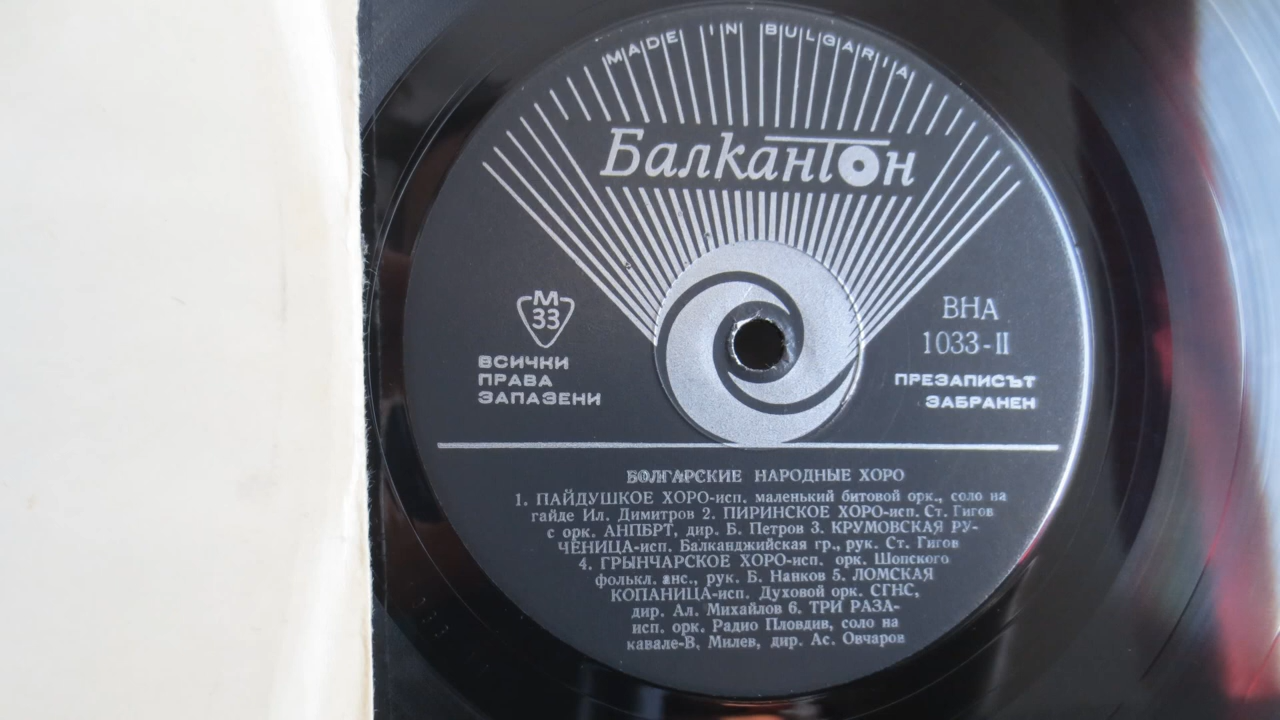 MADE IN BULGARIA
Балкантон
М
33
ВСИЧКИ
ПРАВА
ЗАПАЗЕНИ
ВНА
1033-II
ПРЕЗАПИСЪТ
ЗАБРАНЕН
БОЛГАРСКИЕ НАРОДНЫЕ ХОРО
1. ПАЙДУШКОЕ ХОРО-исп. маленький битовой орк., соло на
гайде Ил. Димитров 2. ПИРИНСКОЕ ХОРО-исп. Ст. Гигов
с орк. АНПБРТ, дир. Б. Петров 3. КРУМОВСКАЯ РУ-
ЧЕНИЦА-исп. Балканджийская гр., рук. Ст. Гигов
4. ГРЫНЧАРСКОЕ ХОРО-исп. орк. Шопского
фолькл. анс., рук. Б. Нанков 5. ЛОМСКАЯ
КОПАНИЦА-исп. Духовой орк. СГНС,
дир. Ал. Михайлов 6. ТРИ РАЗА-
исп. орк. Радио Пловдив, соло на
кавале-В, Милев, дир. Ас. Овчаров